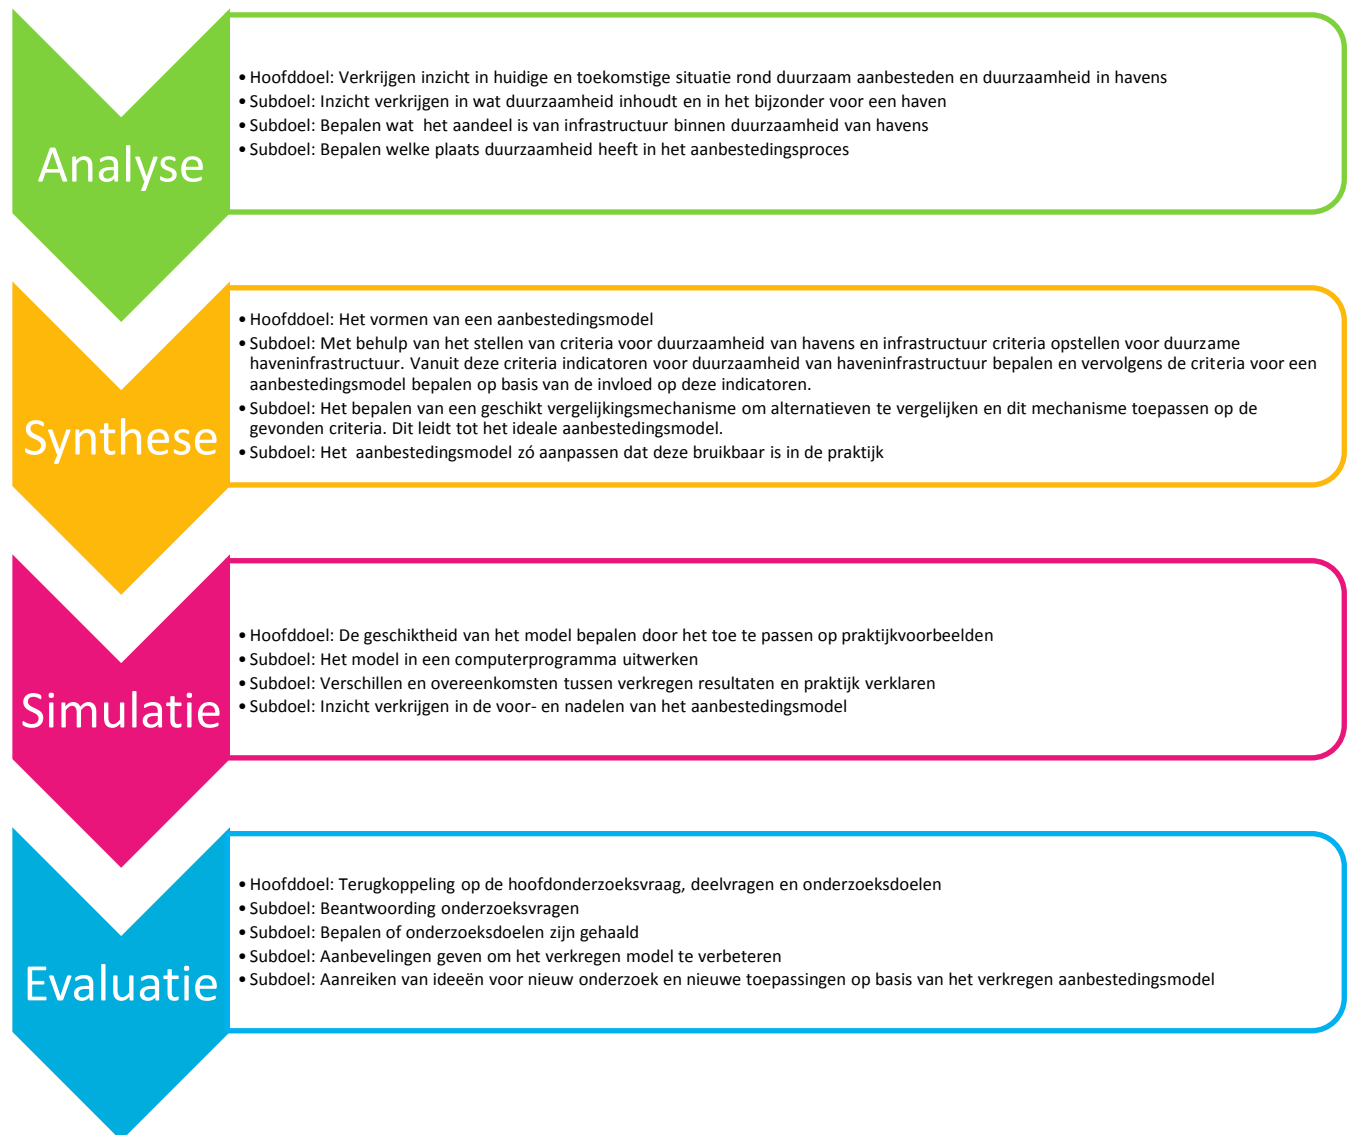 Analyse
• Hoofddoel: Verkrijgen inzicht in huidige en toekomstige situatie rond duurzaam aanbesteden en duurzaamheid in havens
• Subdoel: Inzicht verkrijgen in wat duurzaamheid inhoudt en in het bijzonder voor een haven
• Subdoel: Bepalen wat het aandeel is van infrastructuur binnen duurzaamheid van havens
• Subdoel: Bepalen welke plaats duurzaamheid heeft in het aanbestedingsproces
Synthese
• Hoofddoel: Het vormen van een aanbestedingsmodel
• Subdoel: Met behulp van het stellen van criteria voor duurzaamheid van havens en infrastructuur criteria opstellen voor duurzame
haveninfrastructuur. Vanuit deze criteria indicatoren voor duurzaamheid van haveninfrastructuur bepalen en vervolgens de criteria voor een
aanbestedingsmodel bepalen op basis van de invloed op deze indicatoren.
• Subdoel: Het bepalen van een geschikt vergelijkingsmechanisme om alternatieven te vergelijken en dit mechanisme toepassen op de
gevonden criteria. Dit leidt tot het ideale aanbestedingsmodel.
• Subdoel: Het aanbestedingsmodel zó aanpassen dat deze bruikbaar is in de praktijk
Simulatie
• Hoofddoel: De geschiktheid van het model bepalen door het toe te passen op praktijkvoorbeelden
• Subdoel: Het model in een computerprogramma uitwerken
• Subdoel: Verschillen en overeenkomsten tussen verkregen resultaten en praktijk verklaren
• Subdoel: Inzicht verkrijgen in de voor- en nadelen van het aanbestedingsmodel
Evaluatie
• Hoofddoel: Terugkoppeling op de hoofdonderzoeksvraag, deelvragen en onderzoeksdoelen
• Subdoel: Beantwoording onderzoeksvragen
• Subdoel: Bepalen of onderzoeksdoelen zijn gehaald
• Subdoel: Aanbevelingen geven om het verkregen model te verbeteren
• Subdoel: Aanreiken van ideeën voor nieuw onderzoek en nieuwe toepassingen op basis van het verkregen aanbestedingsmodel